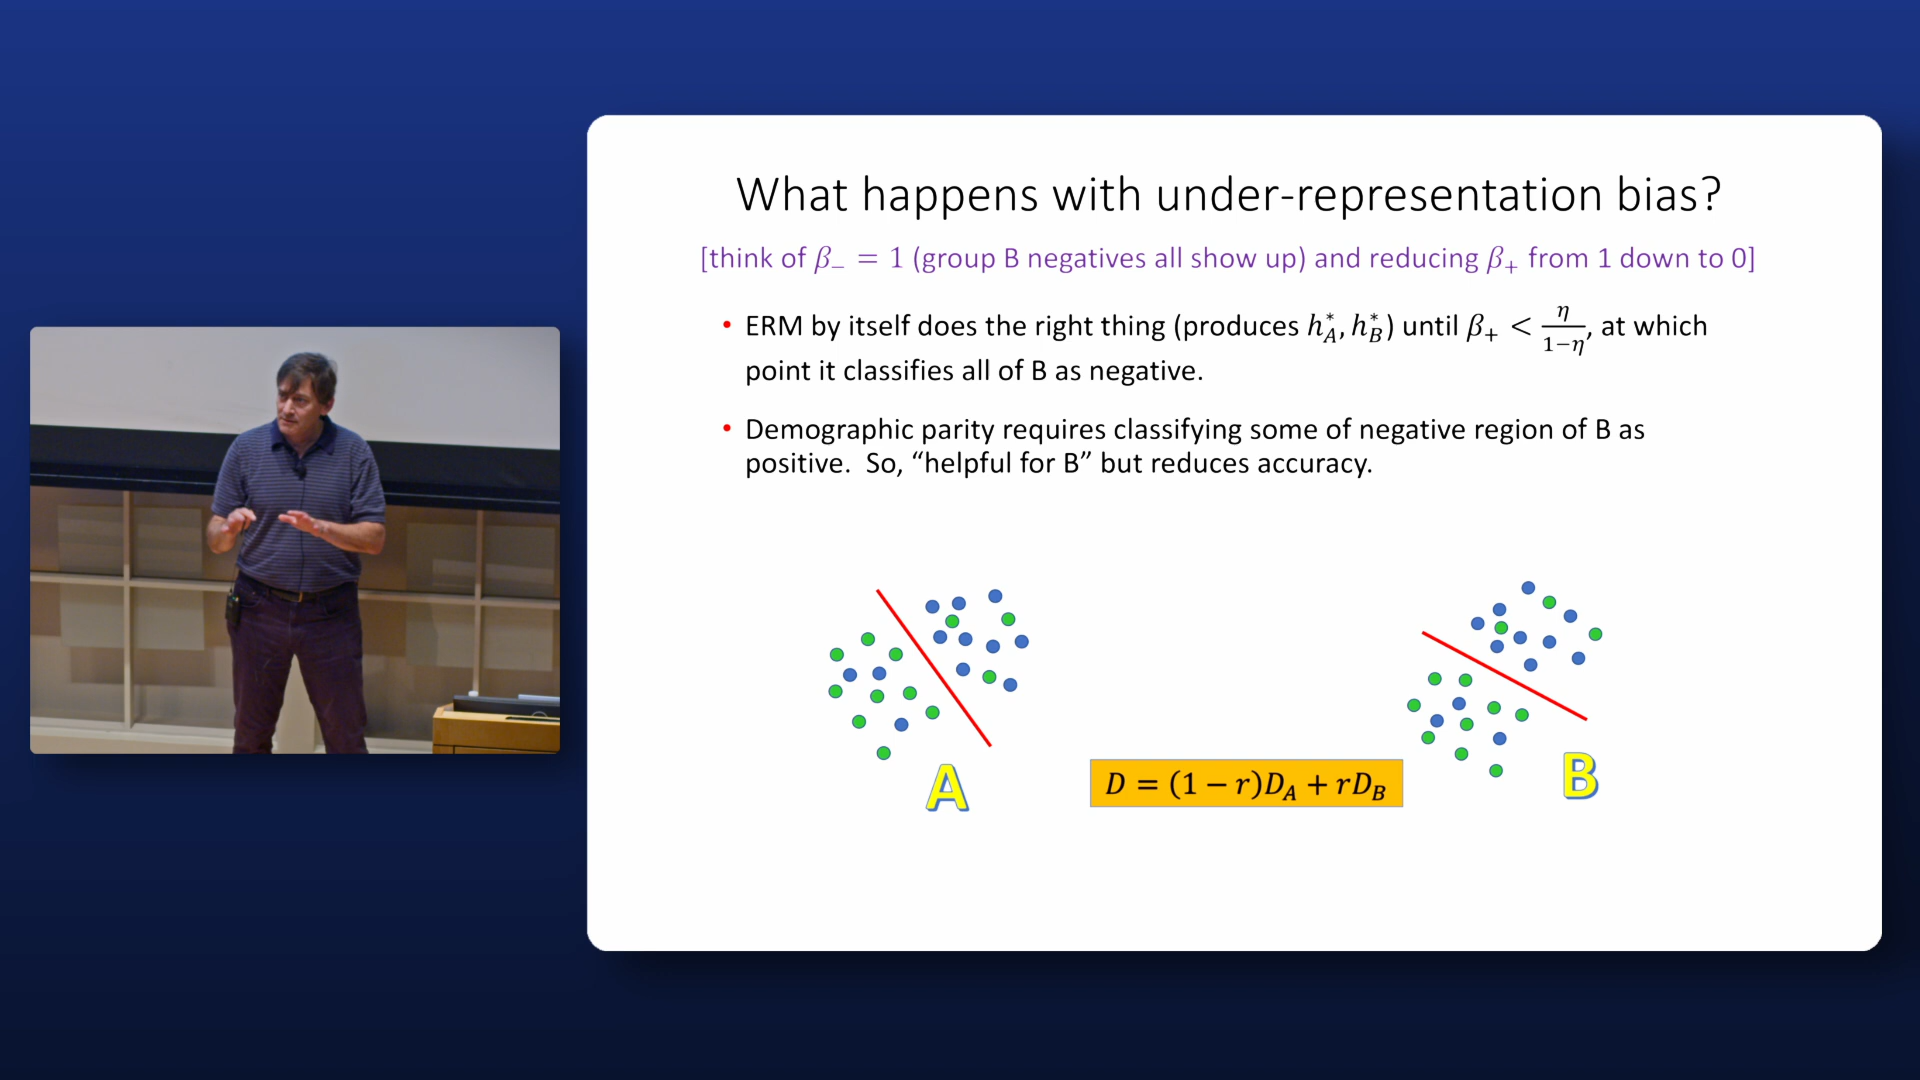 What happens with under-representation bias?
[think of β₋ = 1 (group B negatives all show up) and reducing β₊ from 1 down to 0]
• ERM by itself does the right thing (produces h*_A, h*_B) until β₊ < η/(1−η), at which
point it classifies all of B as negative.
• Demographic parity requires classifying some of negative region of B as
positive. So, “helpful for B” but reduces accuracy.
A
D = (1 − r)D_A + rD_B
B